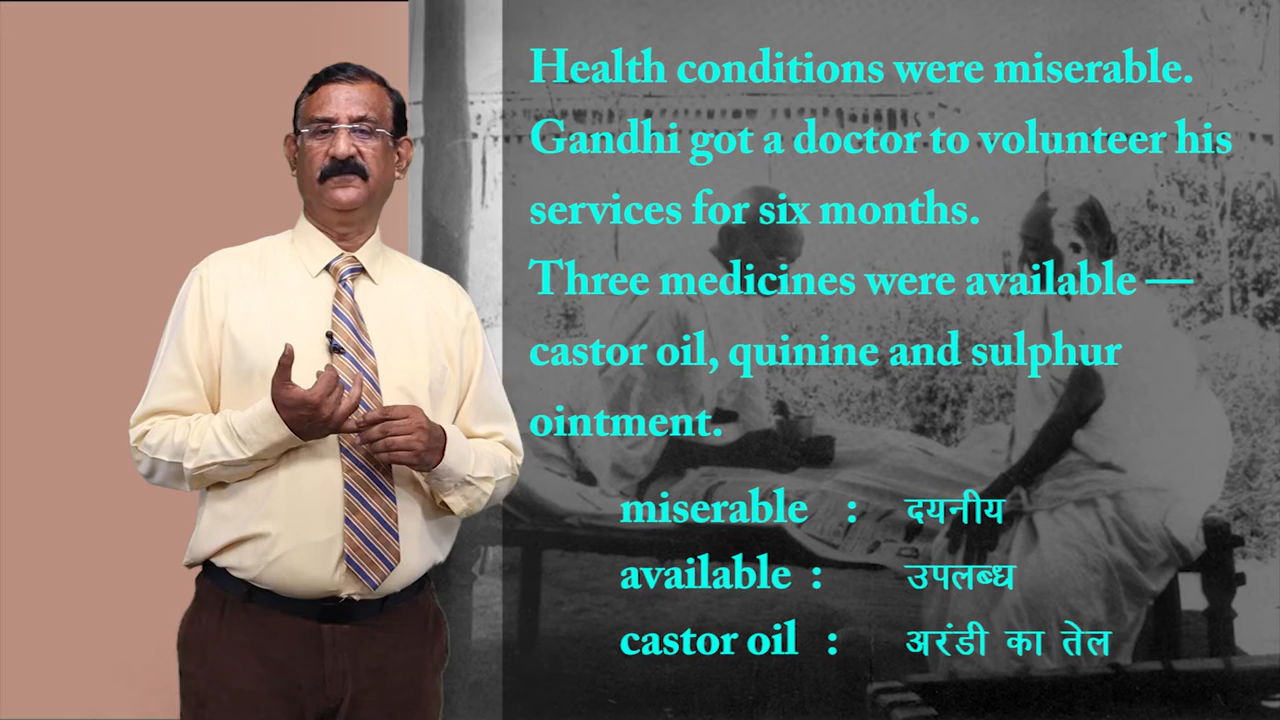 Health conditions were miserable.
Gandhi got a doctor to volunteer his
services for six months.
Three medicines were available —
castor oil, quinine and sulphur
ointment.
miserable : दयनीय
available : उपलब्ध
castor oil : अरंडी का तेल